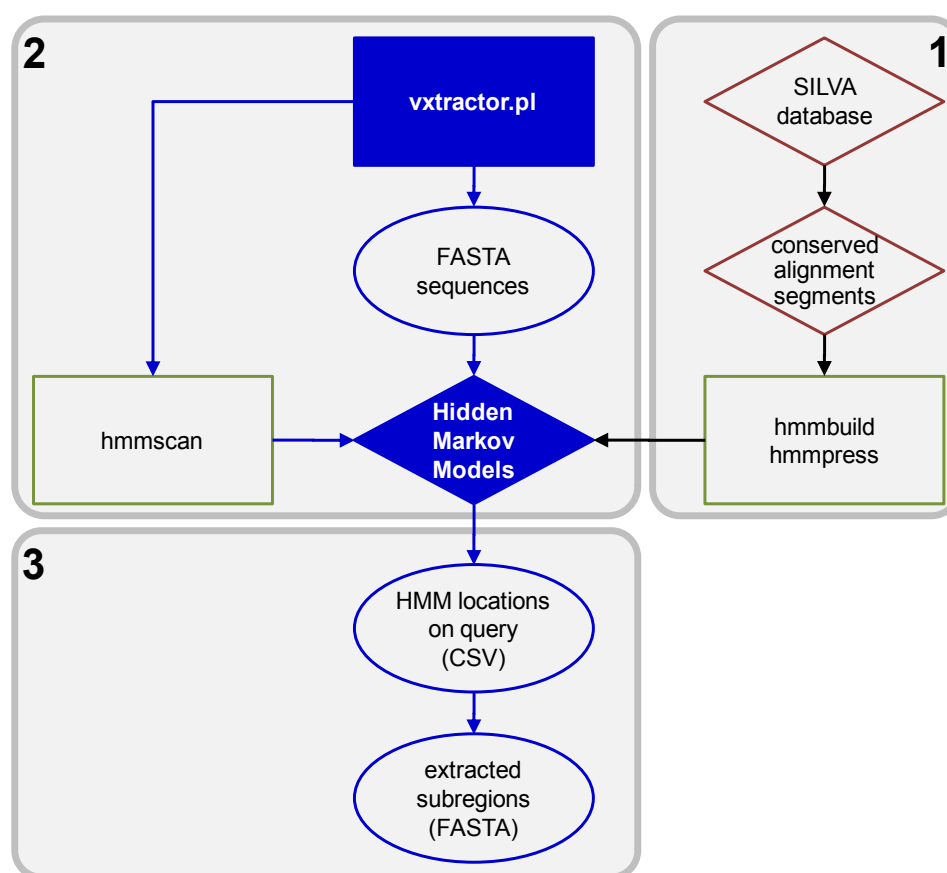 2
vxtractor.pl
FASTA
sequences
hmmscan
Hidden
Markov
Models
1
SILVA
database
conserved
alignment
segments
hmmbuild
hmmpress
3
HMM locations
on query
(CSV)
extracted
subregions
(FASTA)